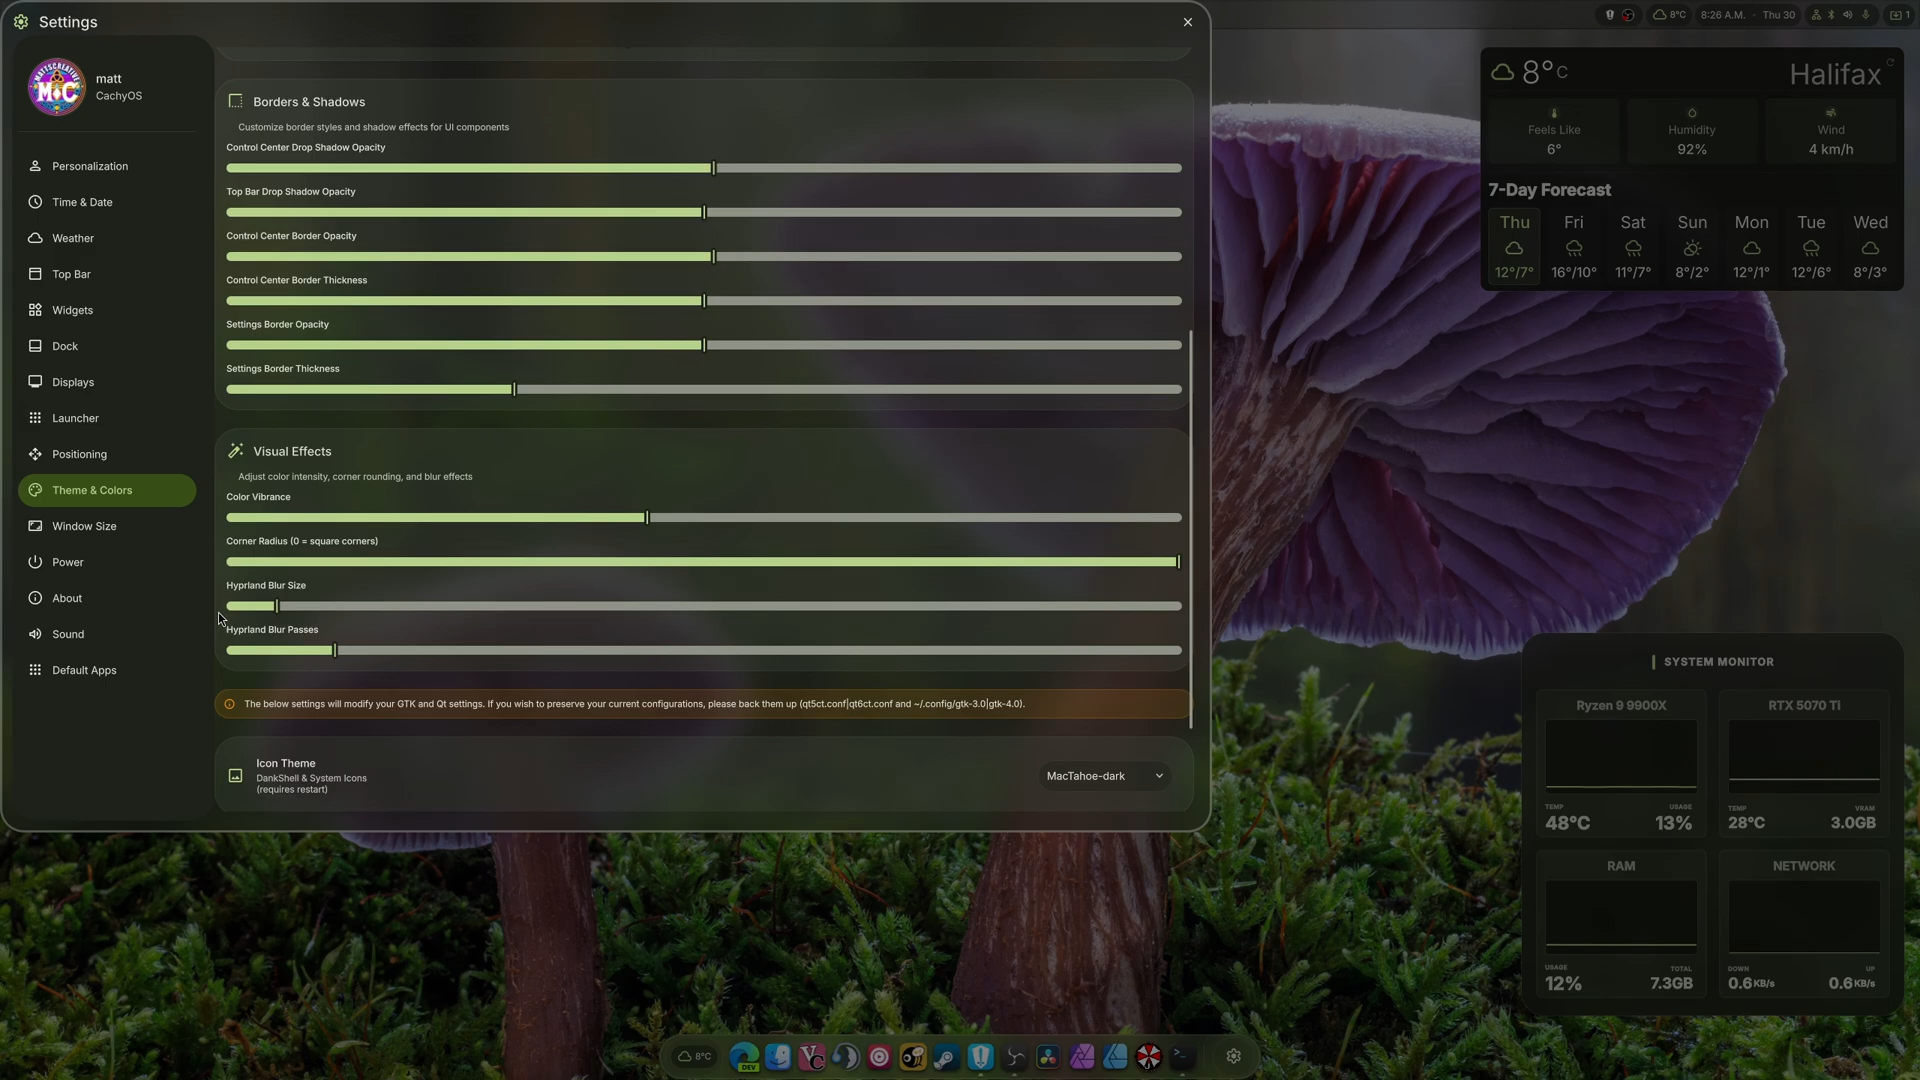 Settings
8°C
8:26 A.M. · Thu 30
1
matt
CachyOS
Personalization
Time & Date
Weather
Top Bar
Widgets
Dock
Displays
Launcher
Positioning
Theme & Colors
Window Size
Power
About
Sound
Default Apps
Borders & Shadows
Customize border styles and shadow effects for UI components
Control Center Drop Shadow Opacity
Top Bar Drop Shadow Opacity
Control Center Border Opacity
Control Center Border Thickness
Settings Border Opacity
Settings Border Thickness
Visual Effects
Adjust color intensity, corner rounding, and blur effects
Color Vibrance
Corner Radius (0 = square corners)
Hyprland Blur Size
Hyprland Blur Passes
The below settings will modify your GTK and Qt settings. If you wish to preserve your current configurations, please back them up (qt5ct.conf|qt6ct.conf and ~/.config/gtk-3.0|gtk-4.0).
Icon Theme
DankShell & System Icons
(requires restart)
MacTahoe-dark
8°C Halifax
Feels Like Humidity Wind
6° 92% 4 km/h
7-Day Forecast
Thu Fri Sat Sun Mon Tue Wed
12°/7° 16°/10° 11°/7° 8°/2° 12°/1° 12°/6° 8°/3°
SYSTEM MONITOR
Ryzen 9 9900X
TEMP USAGE
48°C 13%
RTX 5070 Ti
TEMP VRAM
28°C 3.0GB
RAM
USAGE TOTAL
12% 7.3GB
NETWORK
DOWN UP
0.6KB/s 0.6KB/s
8°C
DEV